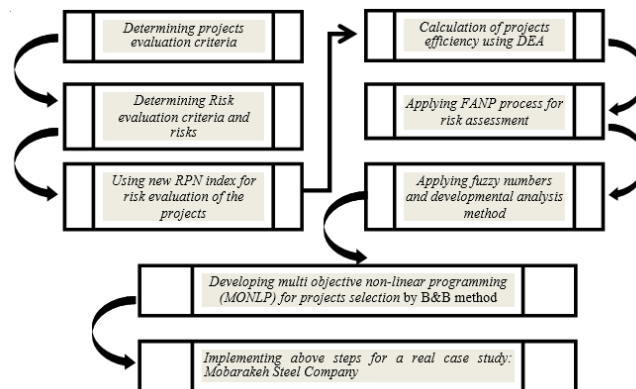 Determining projects
evaluation criteria
Determining Risk
evaluation criteria and
risks
Using new RPN index for
risk evaluation of the
projects
Calculation of projects
efficiency using DEA
Applying FANP process for
risk assessment
Applying fuzzy numbers
and developmental analysis
method
Developing multi objective non-linear programming
(MONLP) for projects selection by B&B method
Implementing above steps for a real case study:
Mobarakeh Steel Company